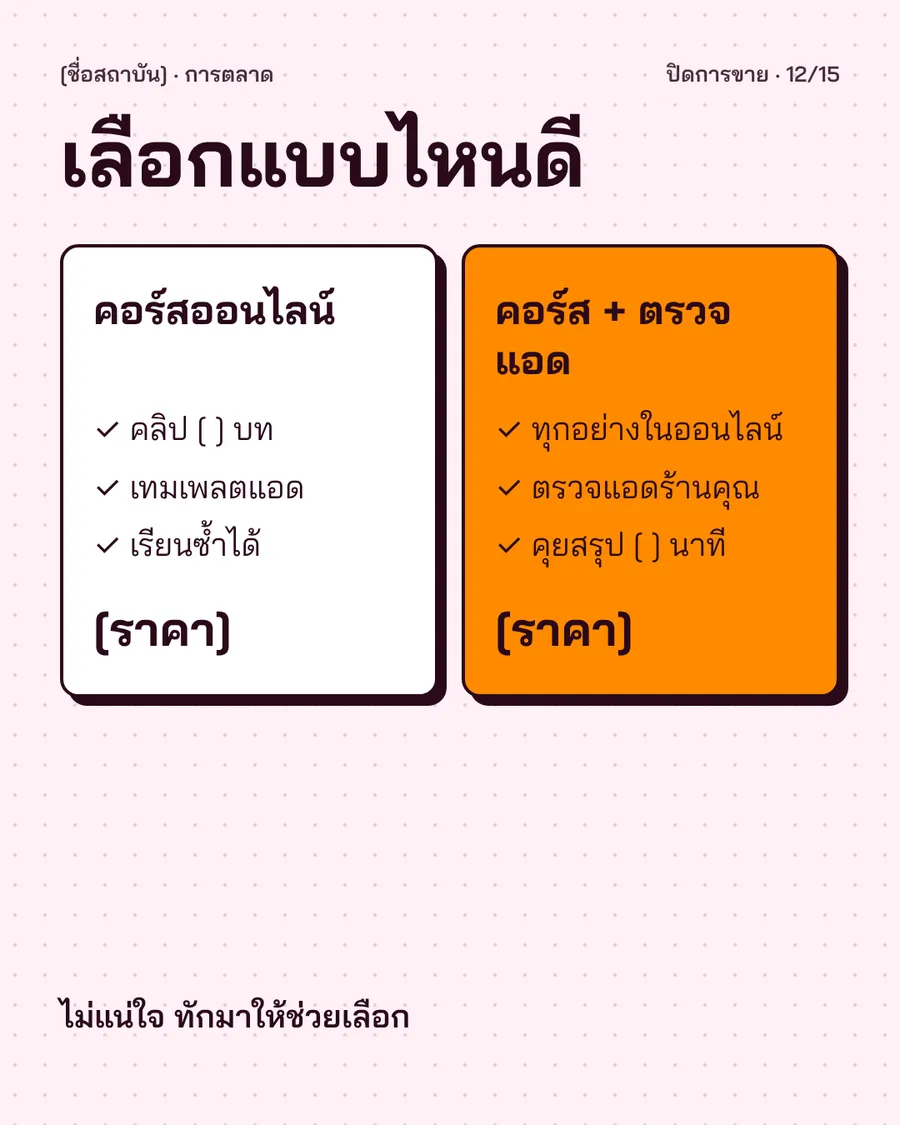 (ชื่อสถาบัน) · การตลาด
ปิดการขาย · 12/15
เลือกแบบไหนดี
คอร์สออนไลน์
✓ คลิป ( ) บท
✓ เทมเพลตแอด
✓ เรียนซ้ำได้
(ราคา)
คอร์ส + ตรวจ
แอด
✓ ทุกอย่างในออนไลน์
✓ ตรวจแอดร้านคุณ
✓ คุยสรุป ( ) นาที
(ราคา)
ไม่แน่ใจ ทักมาให้ช่วยเลือก